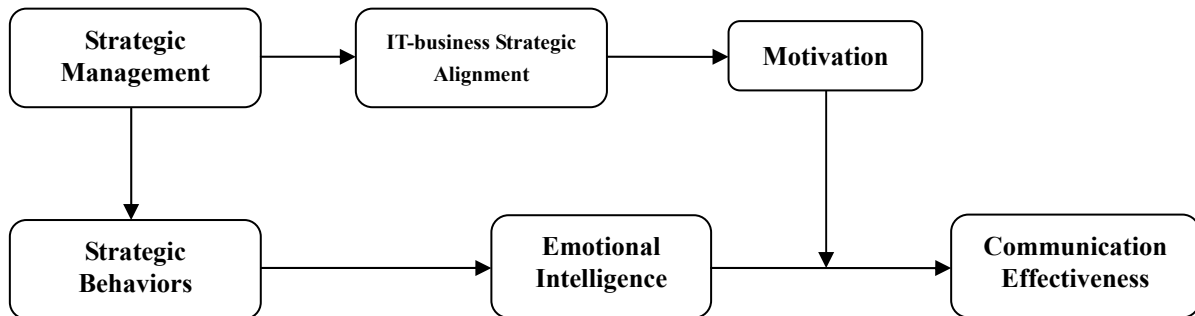 Strategic
Management
IT-business Strategic
Alignment
Motivation
Strategic
Behaviors
Emotional
Intelligence
Communication
Effectiveness